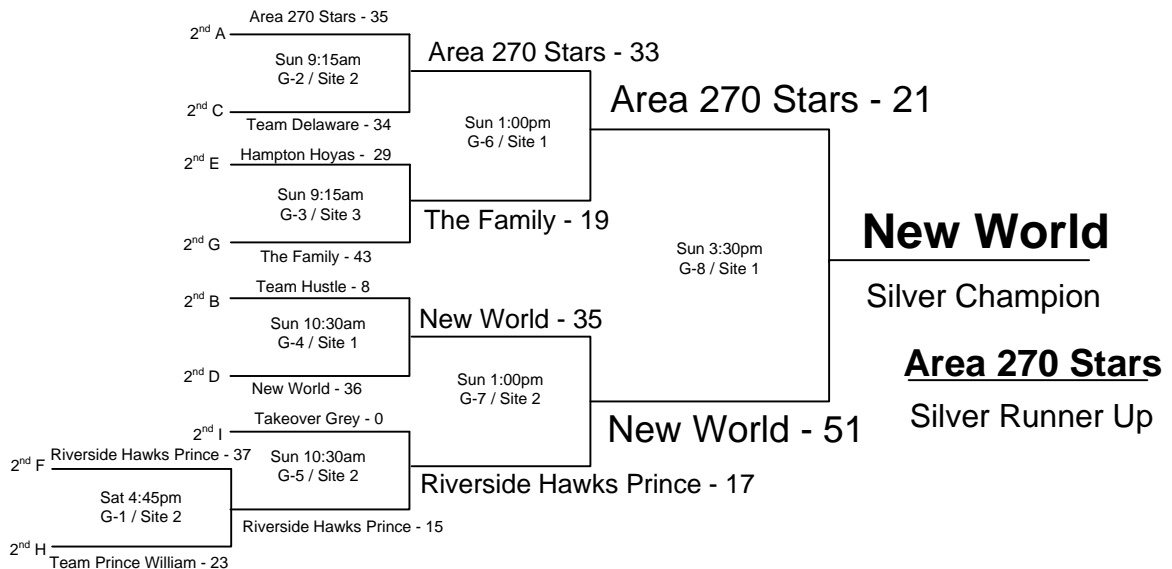 Area 270 Stars - 35
2nd A
Sun 9:15am
G-2 / Site 2
2nd C
Team Delaware - 34
Area 270 Stars - 33
Sun 1:00pm
G-6 / Site 1
Hampton Hoyas - 29
2nd E
Sun 9:15am
G-3 / Site 3
2nd G
The Family - 43
The Family - 19
Area 270 Stars - 21
Sun 3:30pm
G-8 / Site 1
New World
Silver Champion
Area 270 Stars
Silver Runner Up
Team Hustle - 8
2nd B
Sun 10:30am
G-4 / Site 1
2nd D
New World - 36
New World - 35
Sun 1:00pm
G-7 / Site 2
New World - 51
Takeover Grey - 0
2nd I
Sun 10:30am
G-5 / Site 2
Riverside Hawks Prince - 17
Riverside Hawks Prince - 37
2nd F
Sat 4:45pm
G-1 / Site 2
Riverside Hawks Prince - 15
2nd H
Team Prince William - 23